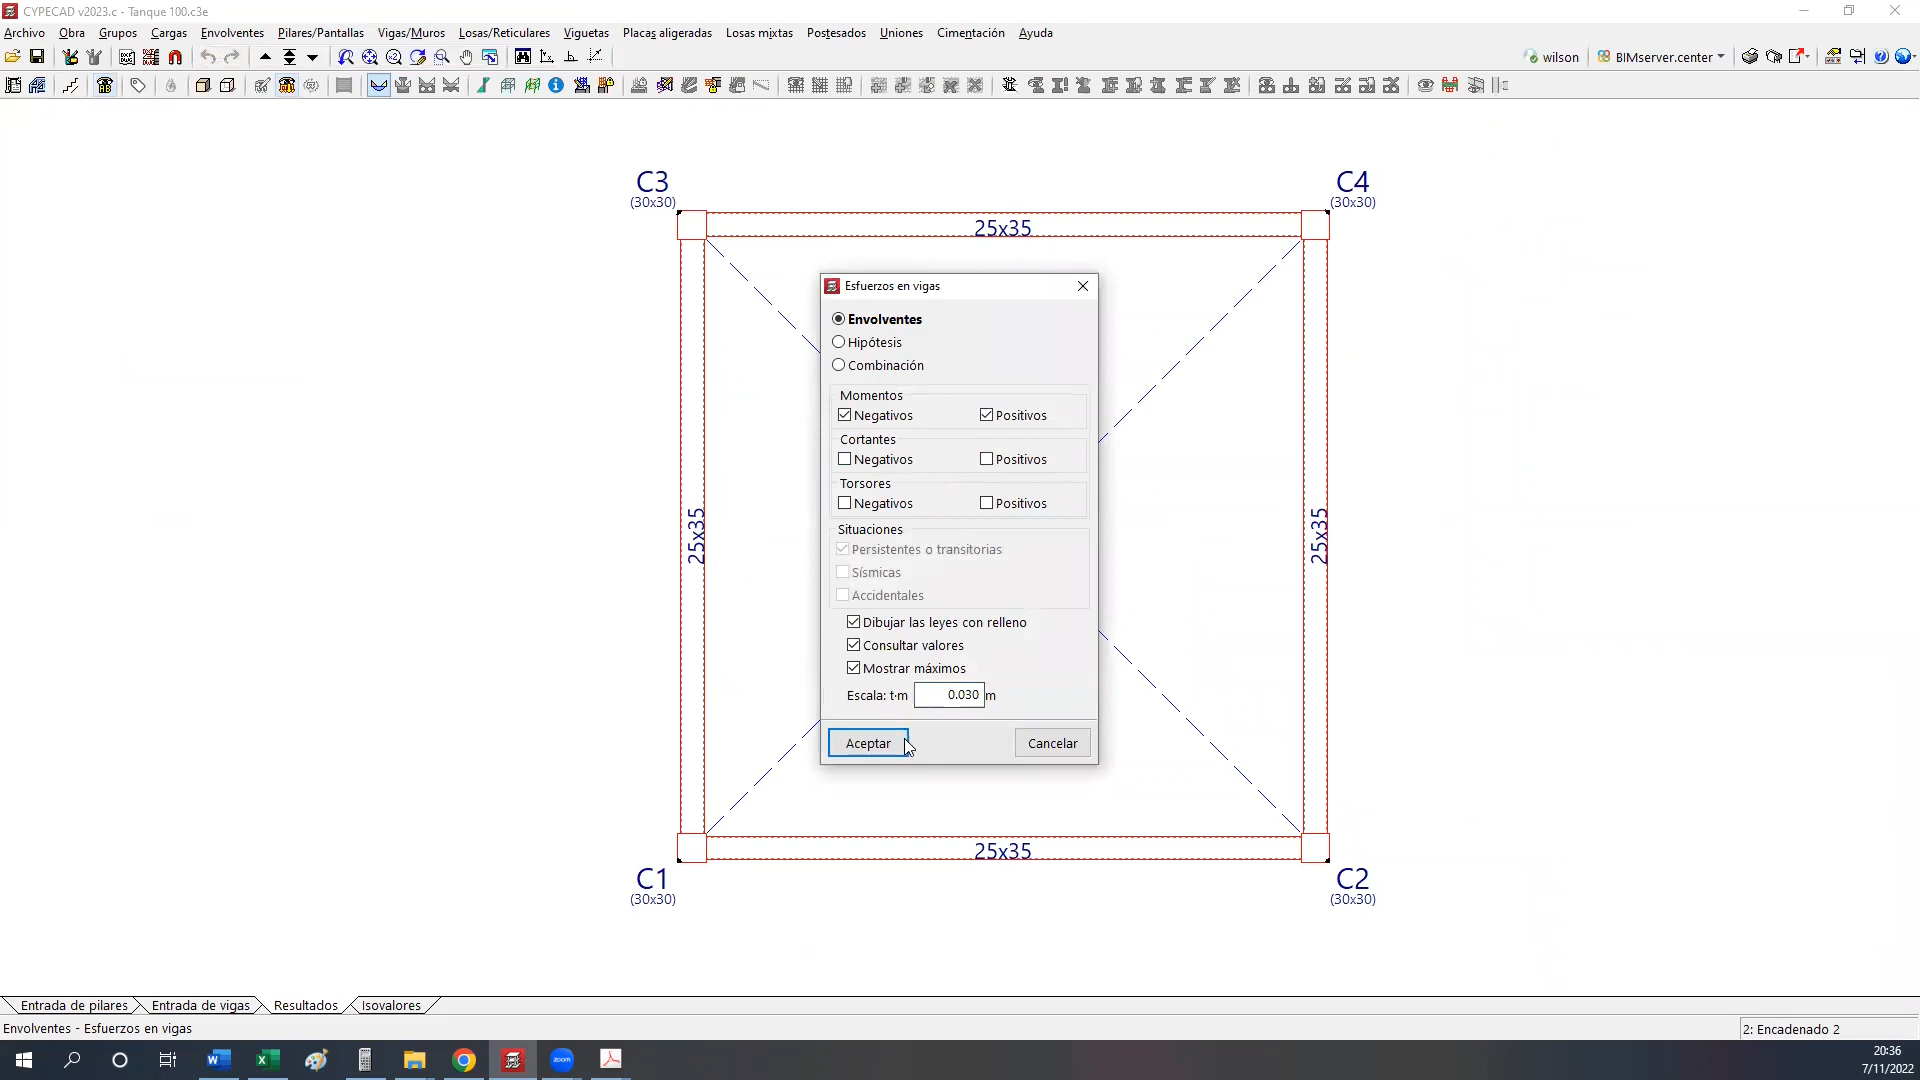 CYPECAD v2023.c - Tanque 100.c3e
Archivo Obra Grupos Cargas Envolventes Pilares/Pantallas Vigas/Muros Losas/Reticulares Viguetas Placas aligeradas Losas mixtas Postesados Uniones Cimentación Ayuda
wilson BIMserver.center
C3
(30x30)
C4
(30x30)
25x35
Esfuerzos en vigas
Envolventes
Hipótesis
Combinación
Momentos
Negativos Positivos
Cortantes
Negativos Positivos
Torsores
Negativos Positivos
25x35
25x35
Situaciones
Persistentes o transitorias
Sísmicas
Accidentales
Dibujar las leyes con relleno
Consultar valores
Mostrar máximos
Escala: t·m 0.030 m
Aceptar Cancelar
25x35
C1
(30x30)
C2
(30x30)
Entrada de pilares Entrada de vigas Resultados Isovalores
Envolventes - Esfuerzos en vigas
2: Encadenado 2
zoom
20:36
7/11/2022